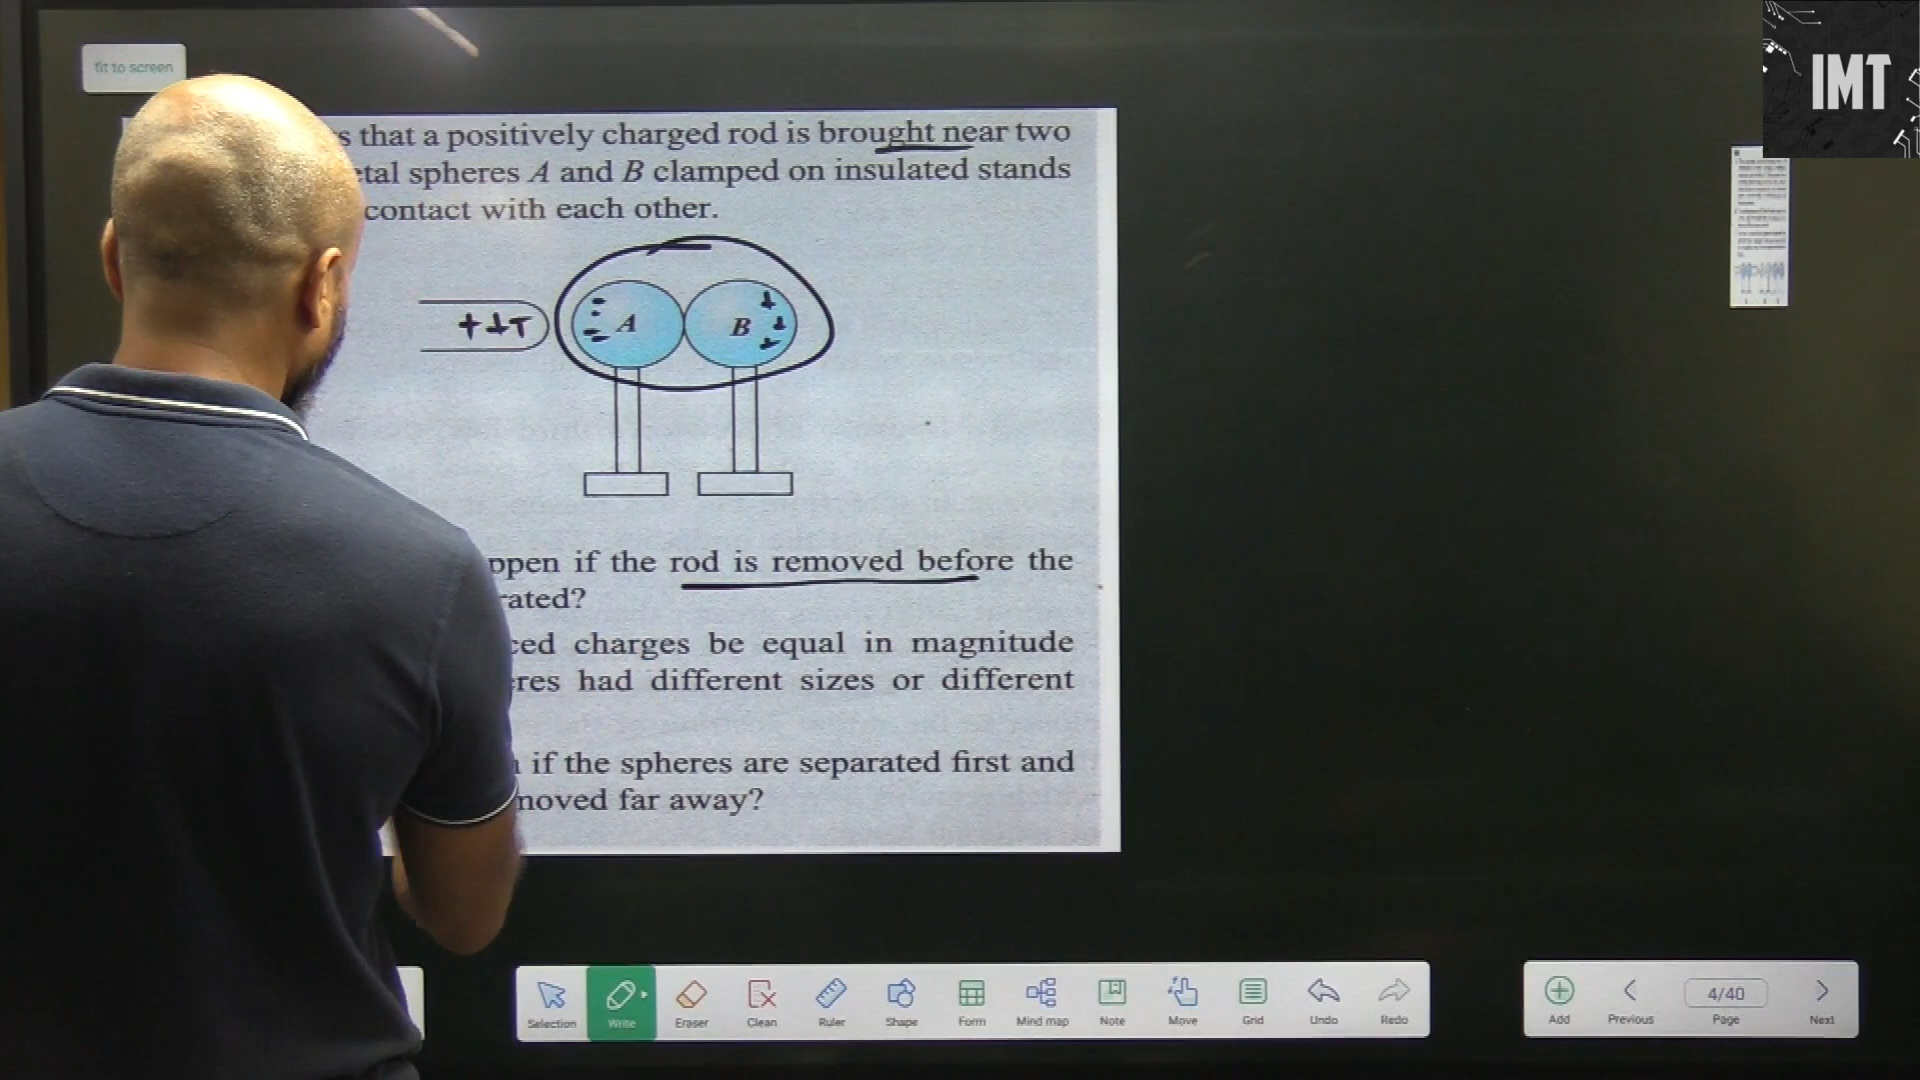 fit to screen
IMT
s that a positively charged rod is brought near two
etal spheres A and B clamped on insulated stands
contact with each other.
+ + +
A
B
ppen if the rod is removed before the
rated?
ced charges be equal in magnitude
eres had different sizes or different
if the spheres are separated first and
moved far away?
Selection Write Eraser Clean Ruler Shape Form Mind map Note Move Grid Undo Redo
Add Previous 4/40 Page Next